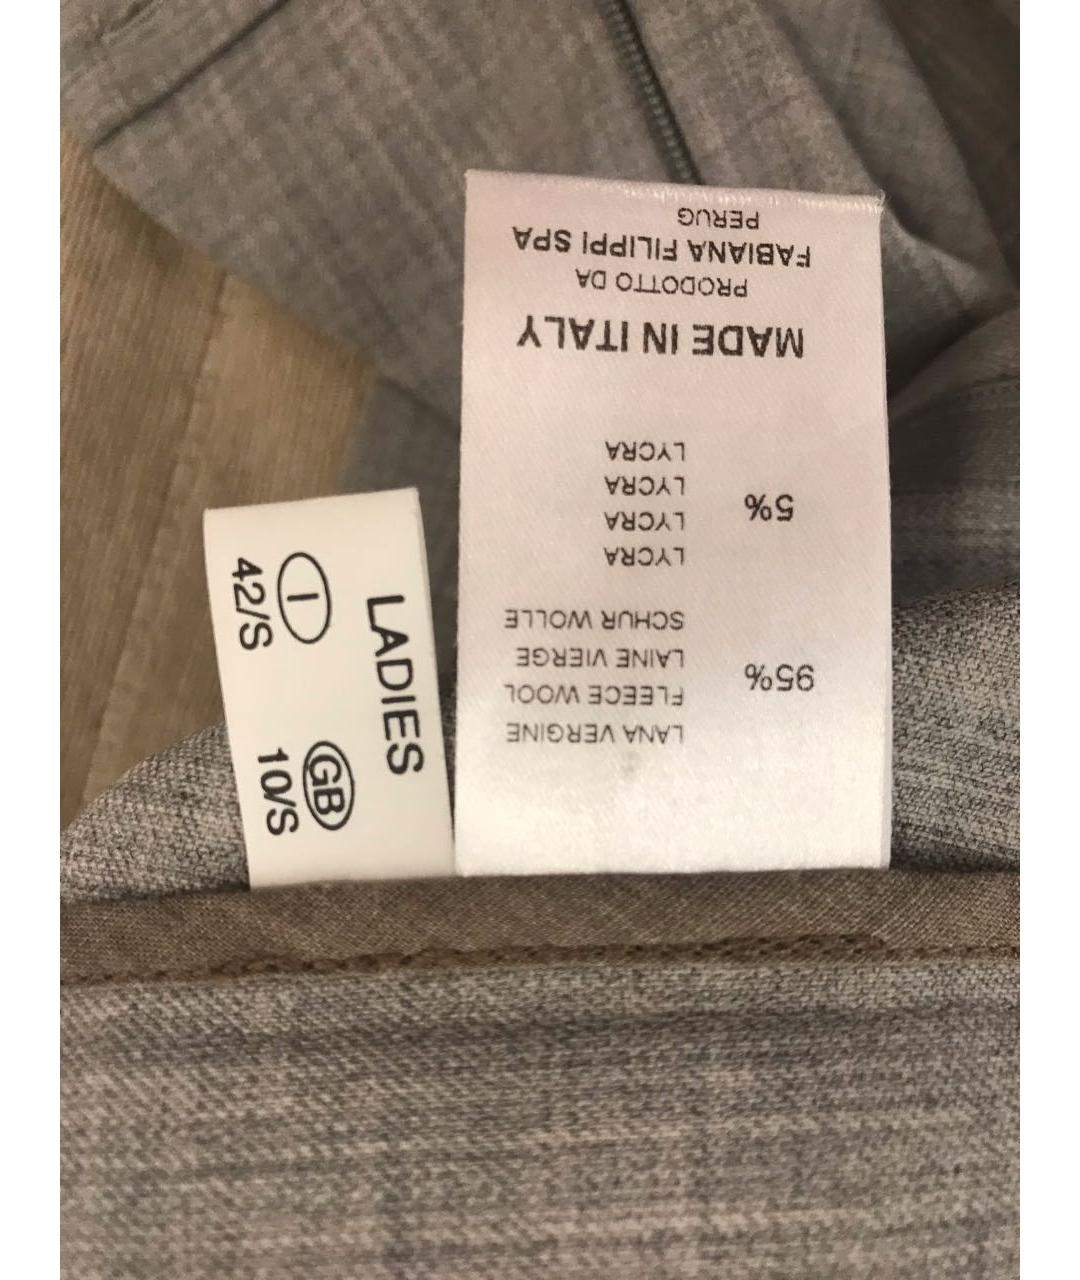 LADIES
I GB
42/S 10/S
LANA VERGINE
FLEECE WOOL
95%
LAINE VIERGE
SCHUR WOLLE
LYCRA
LYCRA
5%
LYCRA
LYCRA
MADE IN ITALY
PRODOTTO DA
FABIANA FILIPPI SPA
PERUG